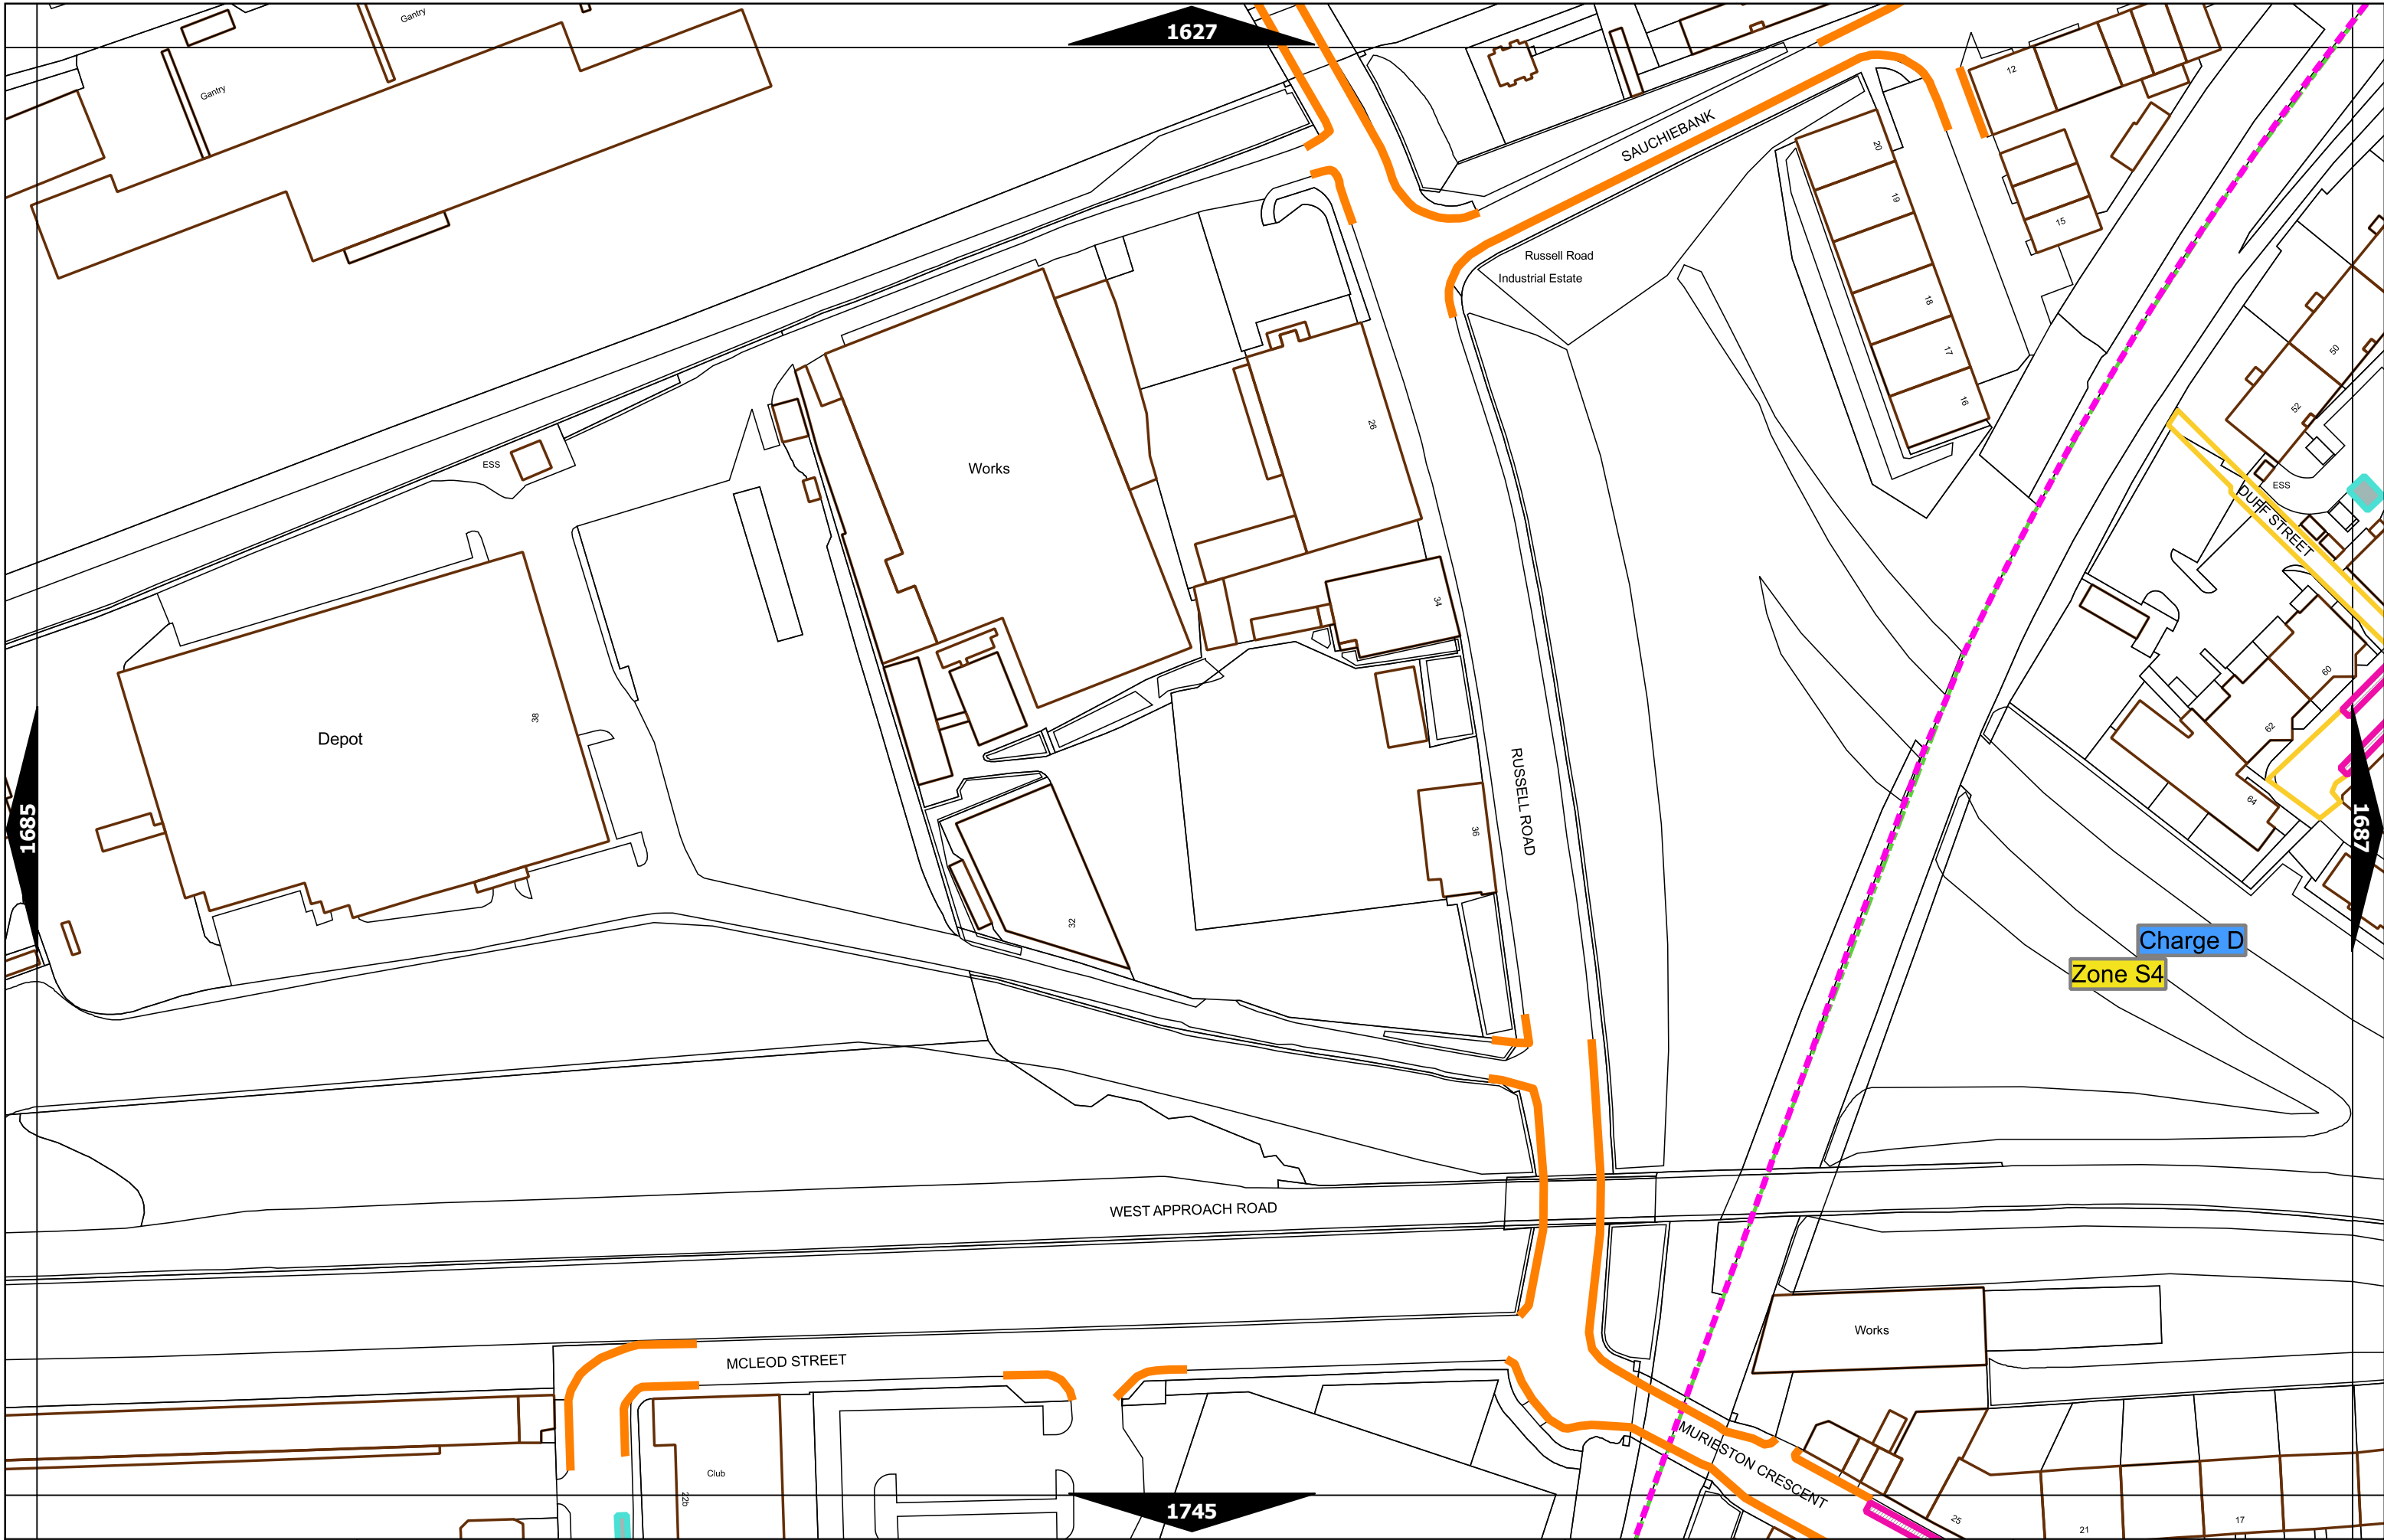 Gantry
Gantry
1627
12
SAUCHIEBANK
20
19
15
Russell Road
Industrial Estate
18
17
16
50
52
26
Works
ESS
ESS
DUFF STREET
34
60
62
64
38
Depot
RUSSELL ROAD
36
1685
1687
32
Charge D
Zone S4
WEST APPROACH ROAD
Works
MCLEOD STREET
MURIESTON CRESCENT
Club
22b
1745
25
21
17